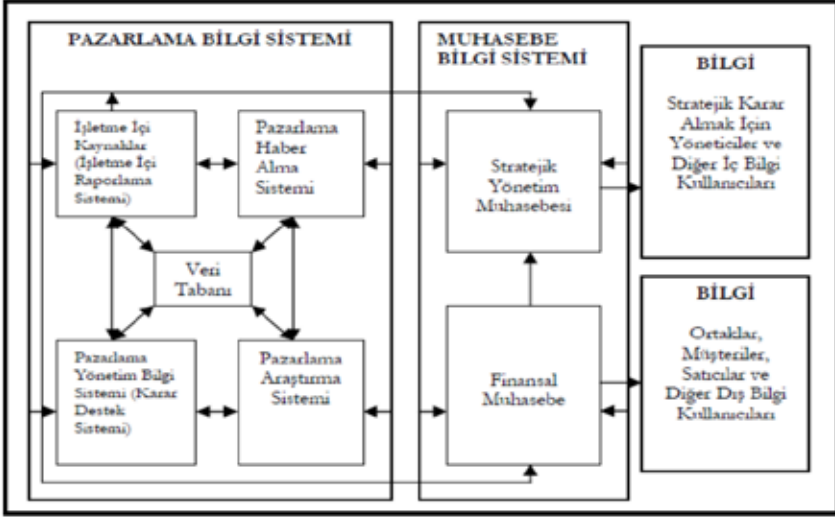 PAZARLAMA BİLGİ SİSTEMİ
İşletme İçi
Kaynaklar
(İşletme İçi
Raporlama
Sistemi)
Pazarlama
Haber
Alma
Sistemi
Veri
Tabanı
Pazarlama
Yönetim Bilgi
Sistemi (Karar
Destek
Sistemi)
Pazarlama
Araştırma
Sistemi
MUHASEBE
BİLGİ SİSTEMİ
Stratejik
Yönetim
Muhasebesi
Finansal
Muhasebe
BİLGİ
Stratejik Karar
Almak İçin
Yöneticiler ve
Diğer İç Bilgi
Kullanıcıları
BİLGİ
Ortaklar,
Müşteriler,
Satıcılar ve
Diğer Dış Bilgi
Kullanıcıları